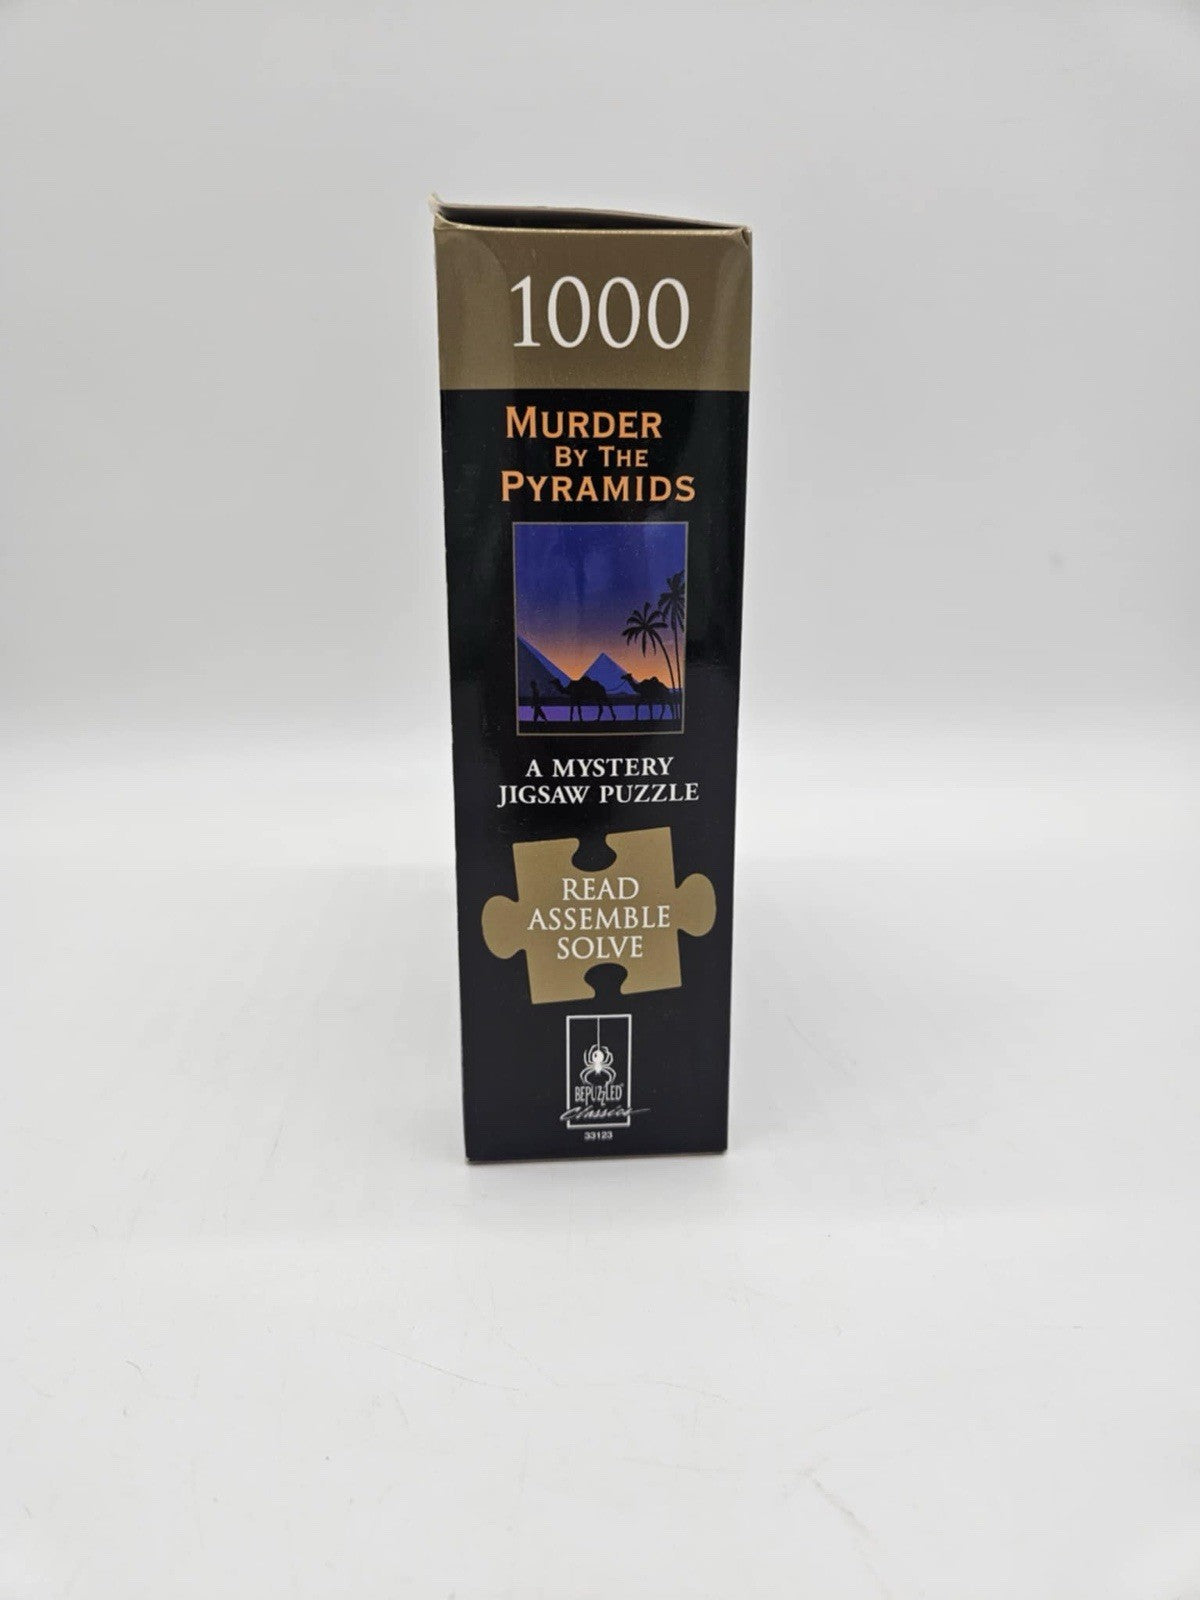 1000
MURDER
BY THE
PYRAMIDS
A MYSTERY
JIGSAW PUZZLE
READ
ASSEMBLE
SOLVE
BEPUZZLED®
Classics
33123